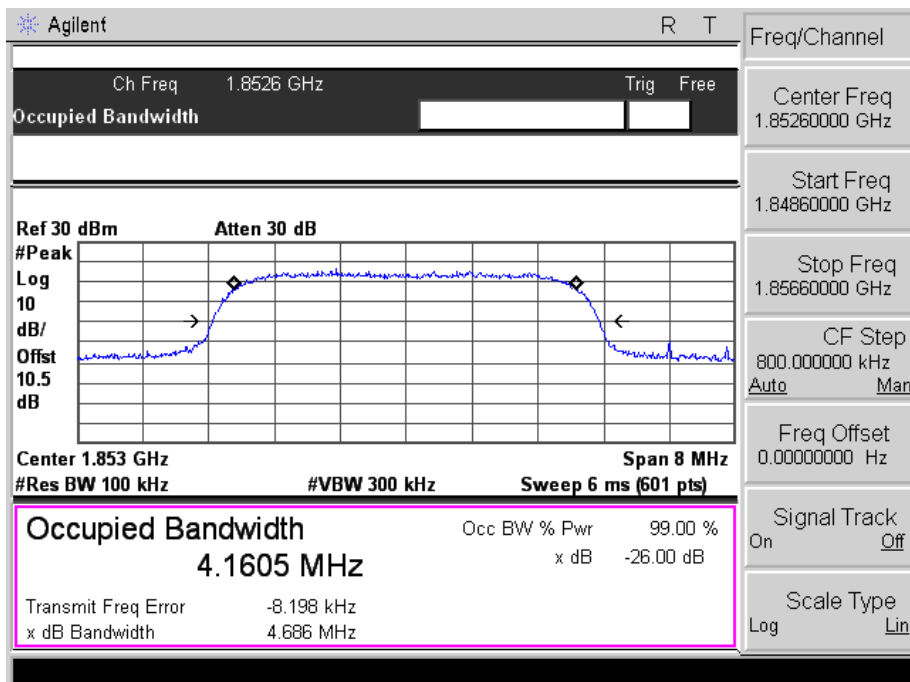 Agilent R T
Ch Freq 1.8526 GHz Trig Free
Occupied Bandwidth
Ref 30 dBm Atten 30 dB
#Peak
Log
10
dB/
Offst
10.5
dB
Center 1.853 GHz Span 8 MHz
#Res BW 100 kHz #VBW 300 kHz Sweep 6 ms (601 pts)
Occupied Bandwidth Occ BW % Pwr 99.00 %
4.1605 MHz x dB -26.00 dB
Transmit Freq Error -8.198 kHz
x dB Bandwidth 4.686 MHz
Freq/Channel
Center Freq
1.85260000 GHz
Start Freq
1.84860000 GHz
Stop Freq
1.85660000 GHz
CF Step
800.000000 kHz
Auto Man
Freq Offset
0.00000000 Hz
Signal Track
On Off
Scale Type
Log Lin